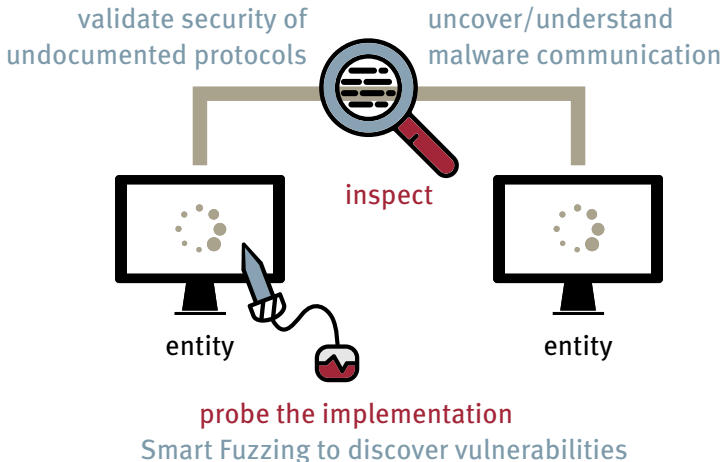 validate security of
undocumented protocols
uncover/understand
malware communication
inspect
entity
entity
probe the implementation
Smart Fuzzing to discover vulnerabilities